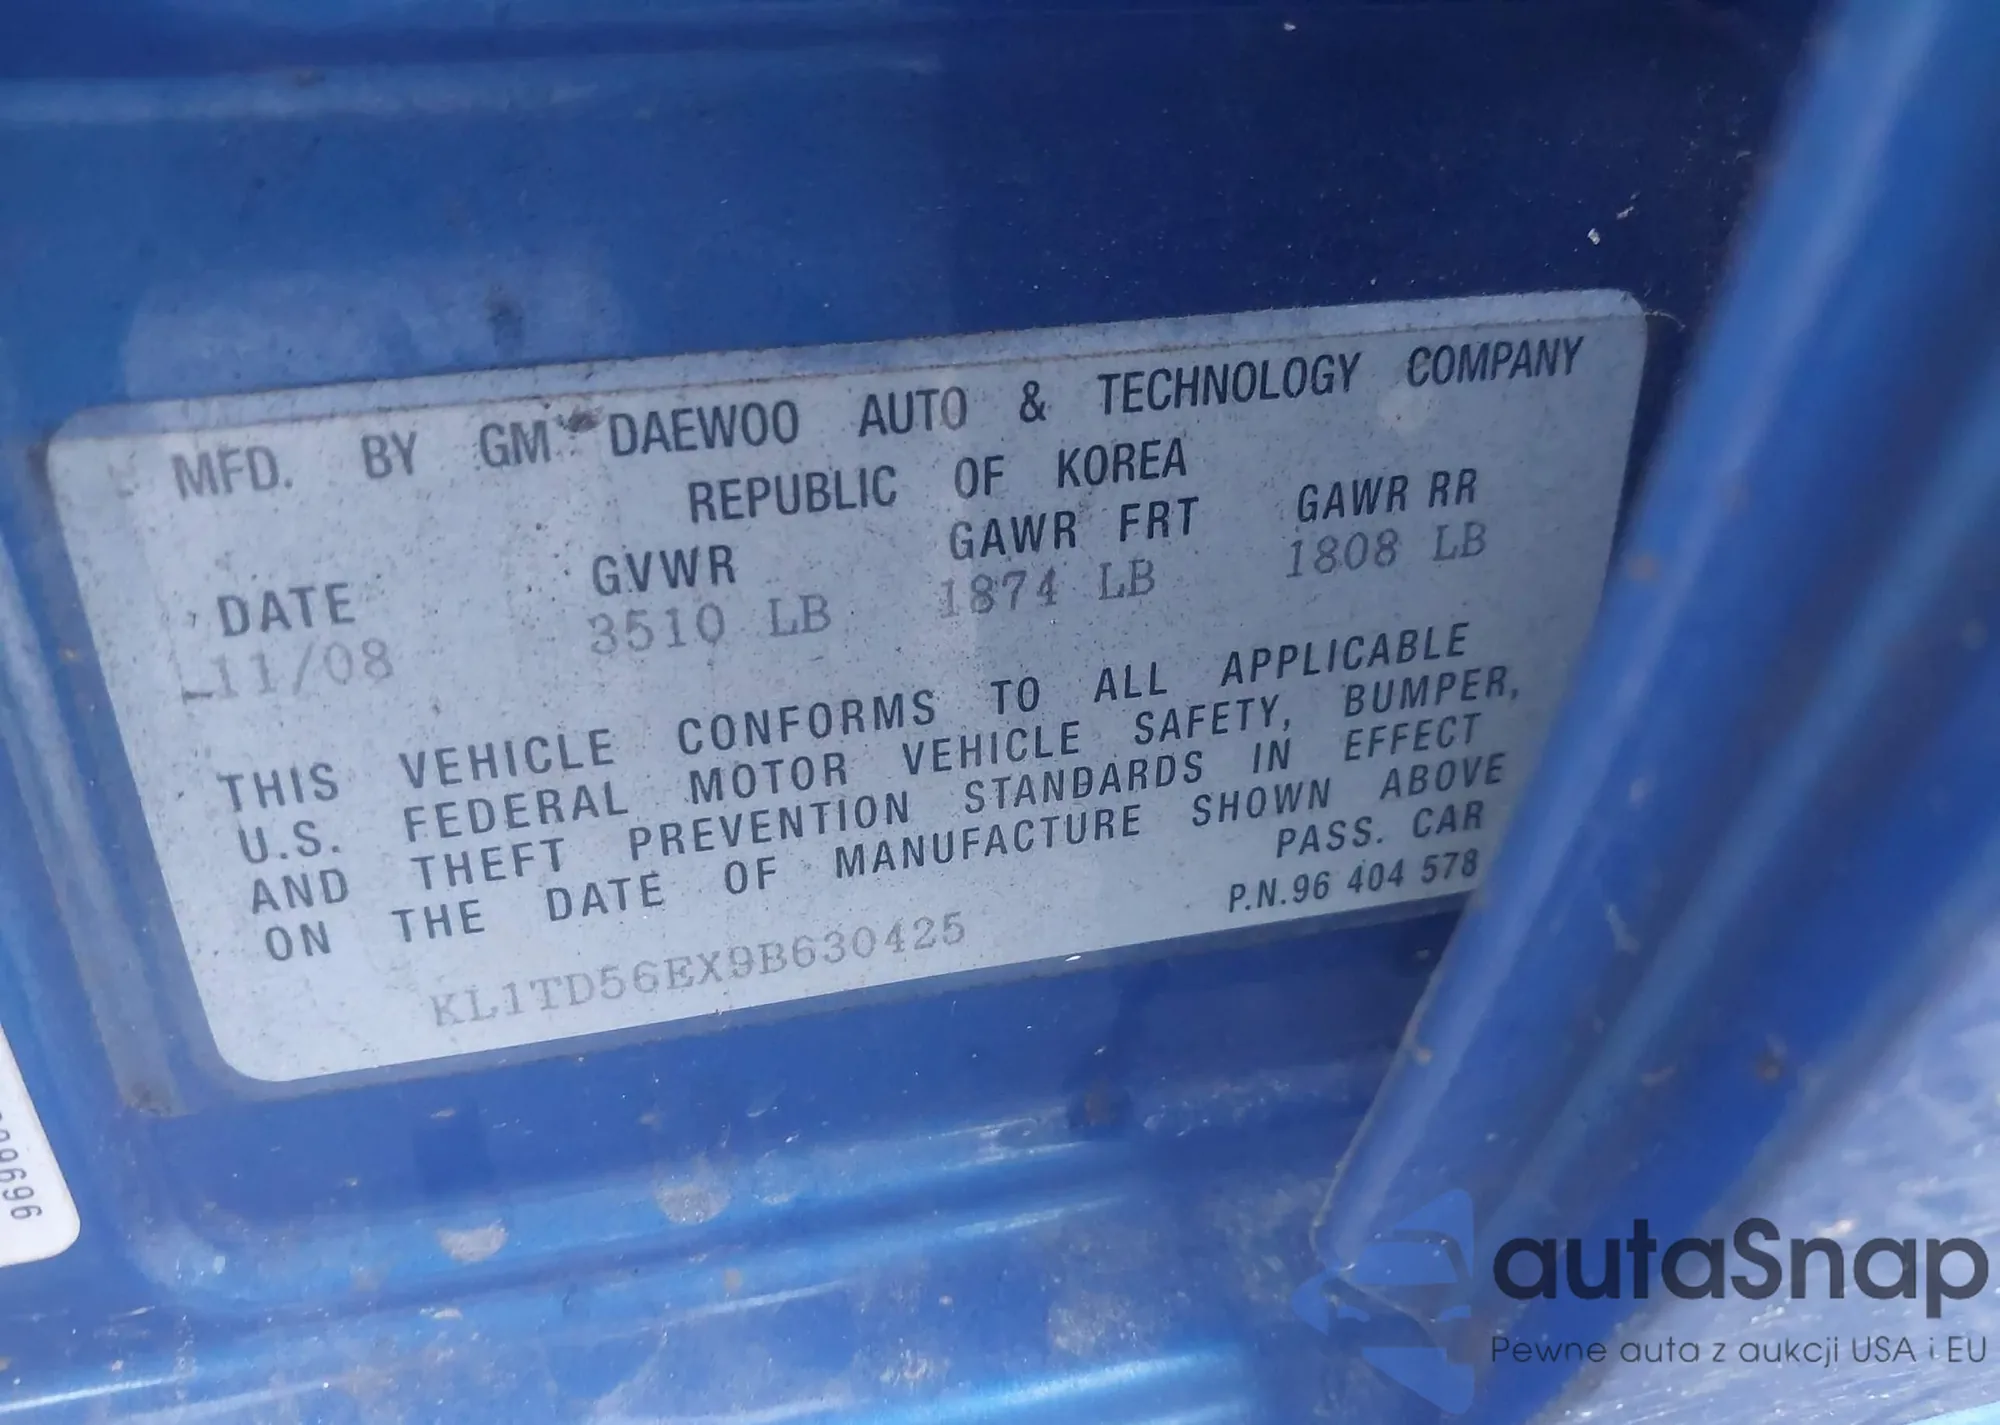 MFD. BY GM DAEWOO AUTO & TECHNOLOGY COMPANY
REPUBLIC OF KOREA
DATE GVWR GAWR FRT GAWR RR
11/08 3510 LB 1874 LB 1808 LB
THIS VEHICLE CONFORMS TO ALL APPLICABLE
U.S. FEDERAL MOTOR VEHICLE SAFETY, BUMPER,
AND THEFT PREVENTION STANDARDS IN EFFECT
ON THE DATE OF MANUFACTURE SHOWN ABOVE
PASS. CAR
P.N.96 404 578
KL1TD56EX9B630425
autaSnap
Pewne auta z aukcji USA i EU